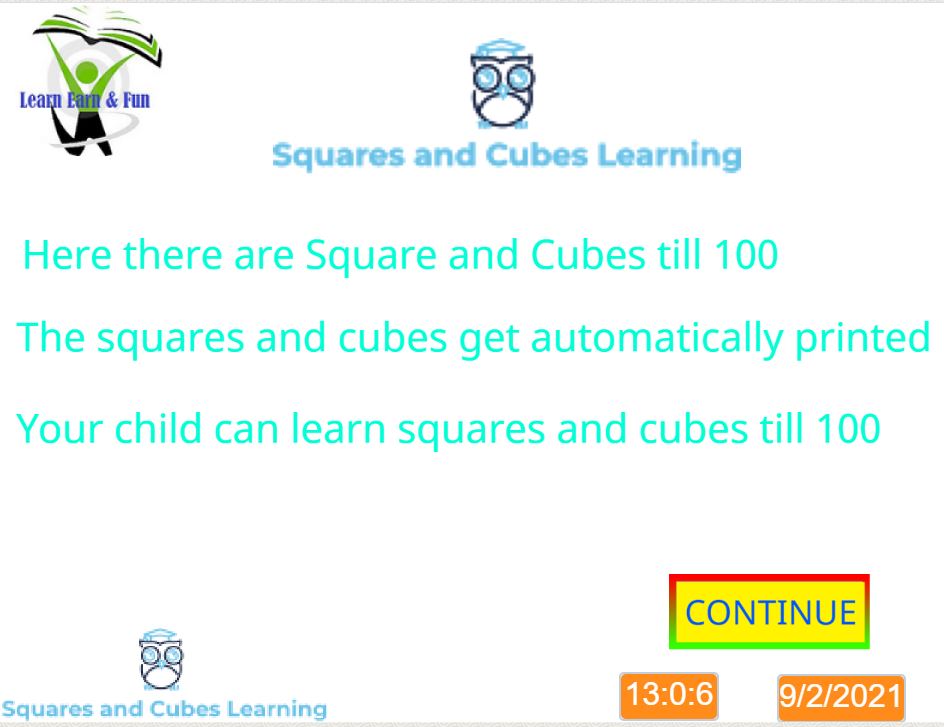 Learn Earn & Fun
Squares and Cubes Learning
Here there are Square and Cubes till 100
The squares and cubes get automatically printed
Your child can learn squares and cubes till 100
CONTINUE
Squares and Cubes Learning
13:0:6
9/2/2021